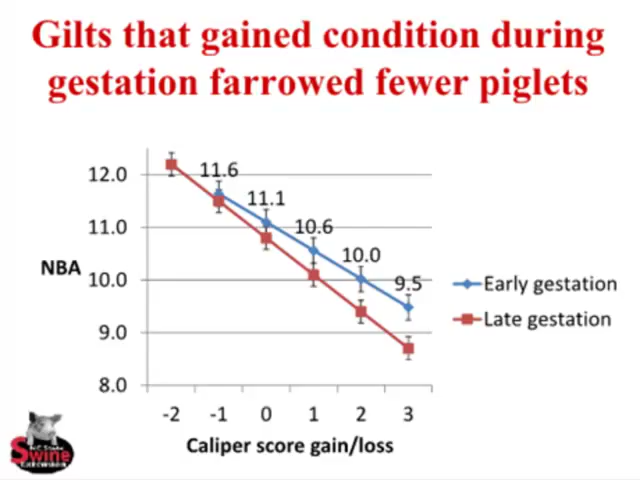 Gilts that gained condition during
gestation farrowed fewer piglets
12.0
11.0
10.0
9.0
8.0
NBA
11.6
11.1
10.6
10.0
9.5
Early gestation
Late gestation
-2 -1 0 1 2 3
Caliper score gain/loss
Swine